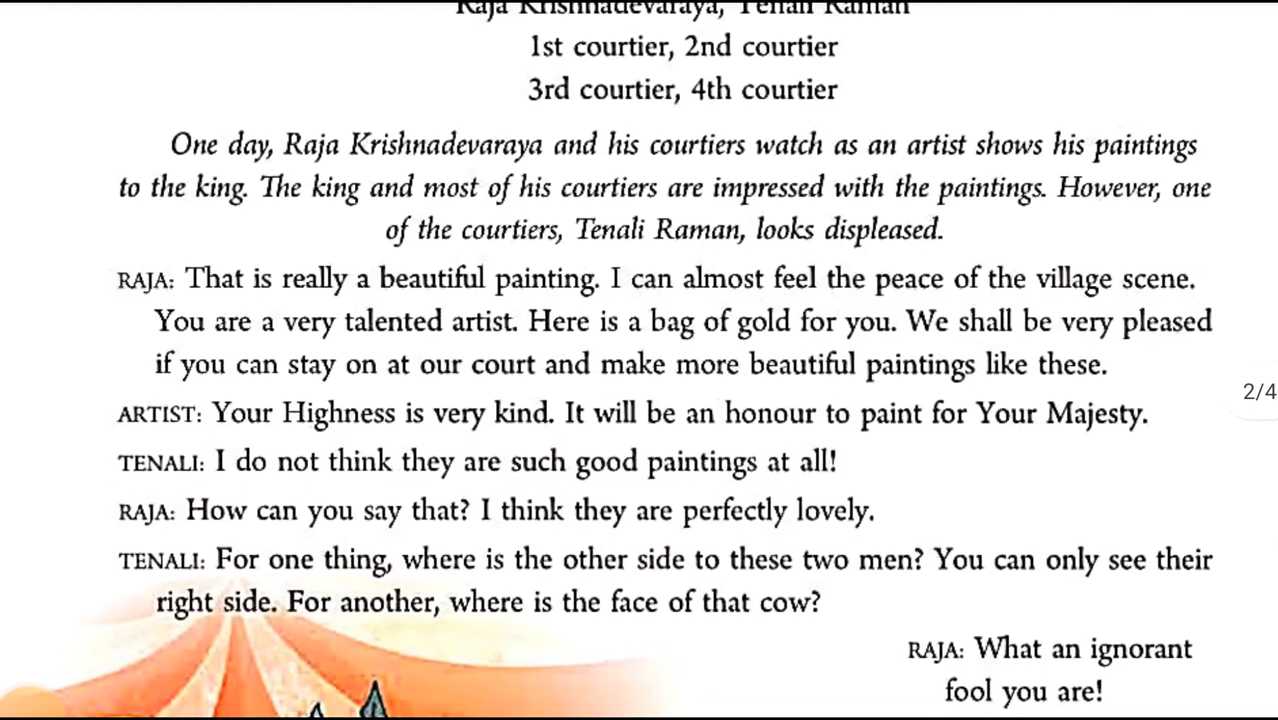 Raja Krishnadevaraya, Tenali Raman
1st courtier, 2nd courtier
3rd courtier, 4th courtier
One day, Raja Krishnadevaraya and his courtiers watch as an artist shows his paintings
to the king. The king and most of his courtiers are impressed with the paintings. However, one
of the courtiers, Tenali Raman, looks displeased.
RAJA: That is really a beautiful painting. I can almost feel the peace of the village scene.
You are a very talented artist. Here is a bag of gold for you. We shall be very pleased
if you can stay on at our court and make more beautiful paintings like these.
2/4
ARTIST: Your Highness is very kind. It will be an honour to paint for Your Majesty.
TENALI: I do not think they are such good paintings at all!
RAJA: How can you say that? I think they are perfectly lovely.
TENALI: For one thing, where is the other side to these two men? You can only see their
right side. For another, where is the face of that cow?
RAJA: What an ignorant
fool you are!